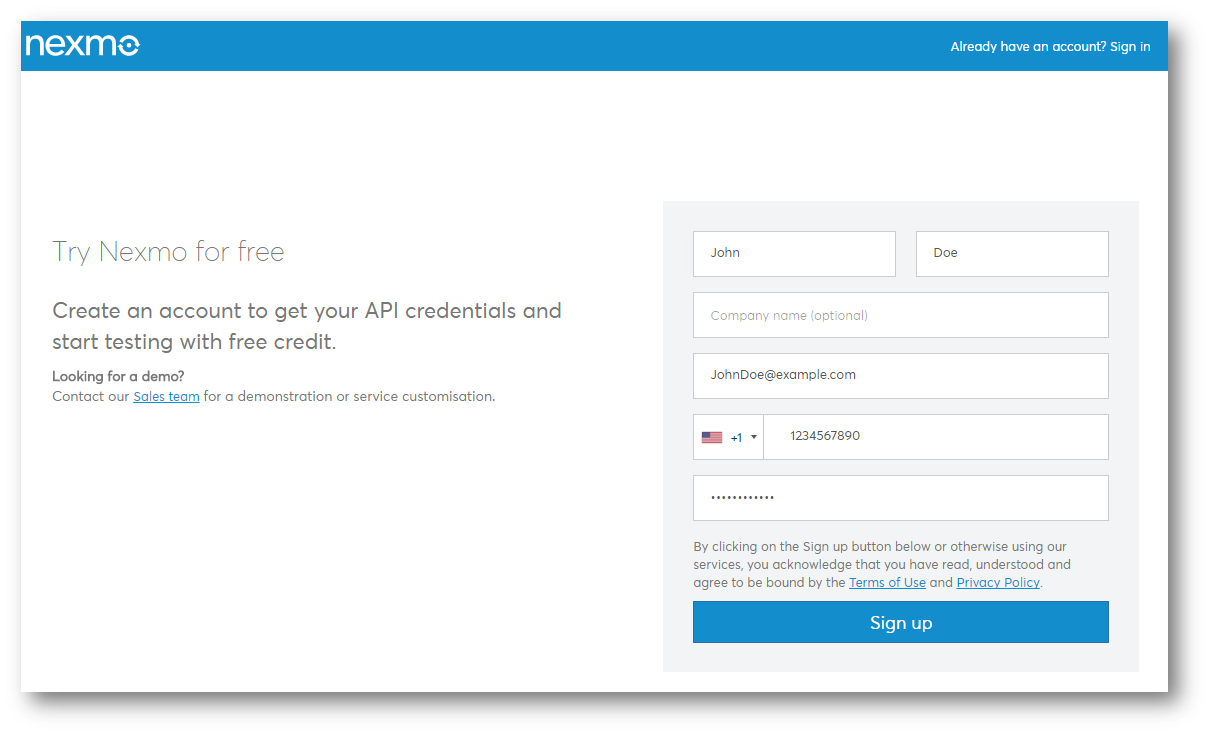 nexmo
Already have an account? Sign in
Try Nexmo for free
Create an account to get your API credentials and
start testing with free credit.
Looking for a demo?
Contact our Sales team for a demonstration or service customisation.
John
Doe
Company name (optional)
JohnDoe@example.com
+1
1234567890
••••••••••••
By clicking on the Sign up button below or otherwise using our
services, you acknowledge that you have read, understood and
agree to be bound by the Terms of Use and Privacy Policy.
Sign up